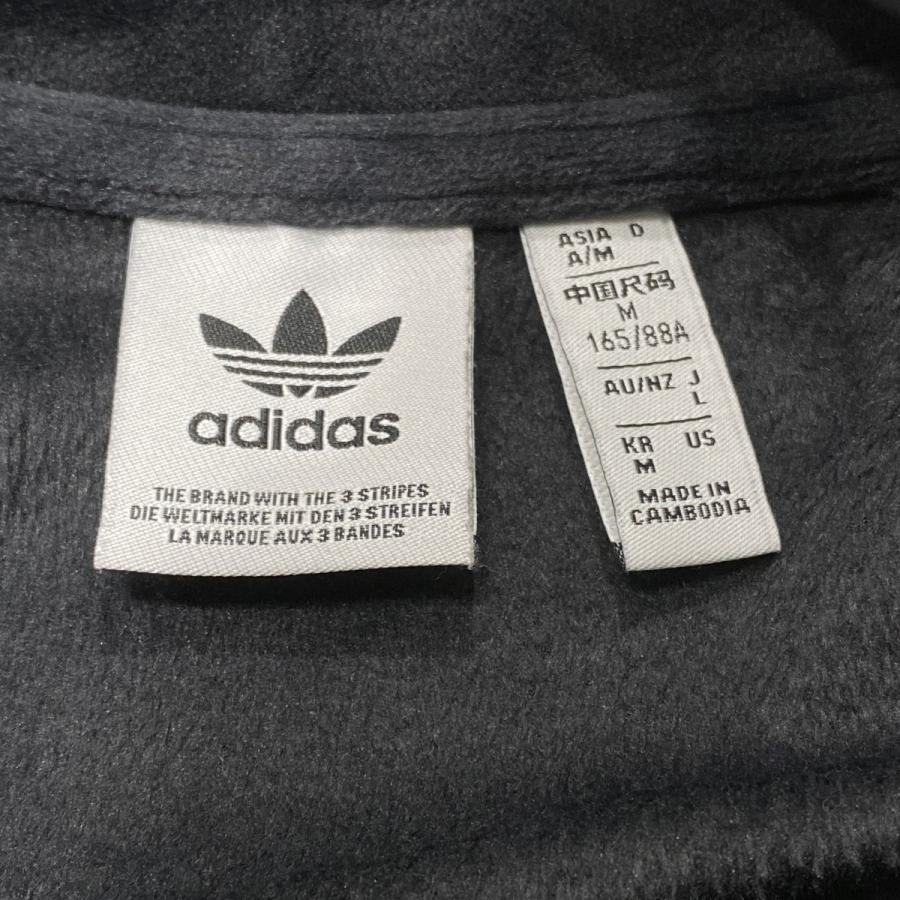 adidas
THE BRAND WITH THE 3 STRIPES
DIE WELTMARKE MIT DEN 3 STREIFEN
LA MARQUE AUX 3 BANDES
ASIA D
A/M
中国尺码
M
165/88A
AU/NZ J
L
KR US
M
MADE IN
CAMBODIA